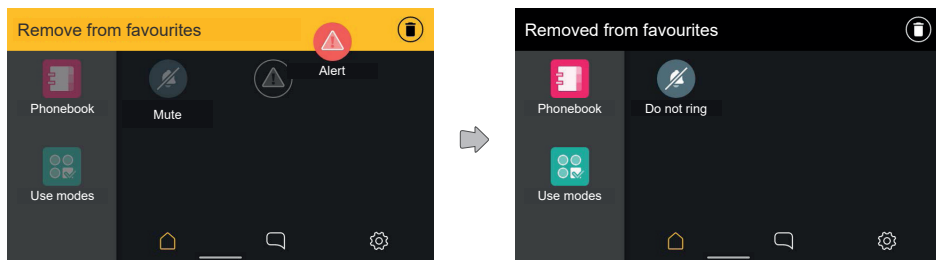 Remove from favourites
Alert
Phonebook
Mute
Use modes
Removed from favourites
Phonebook
Do not ring
Use modes